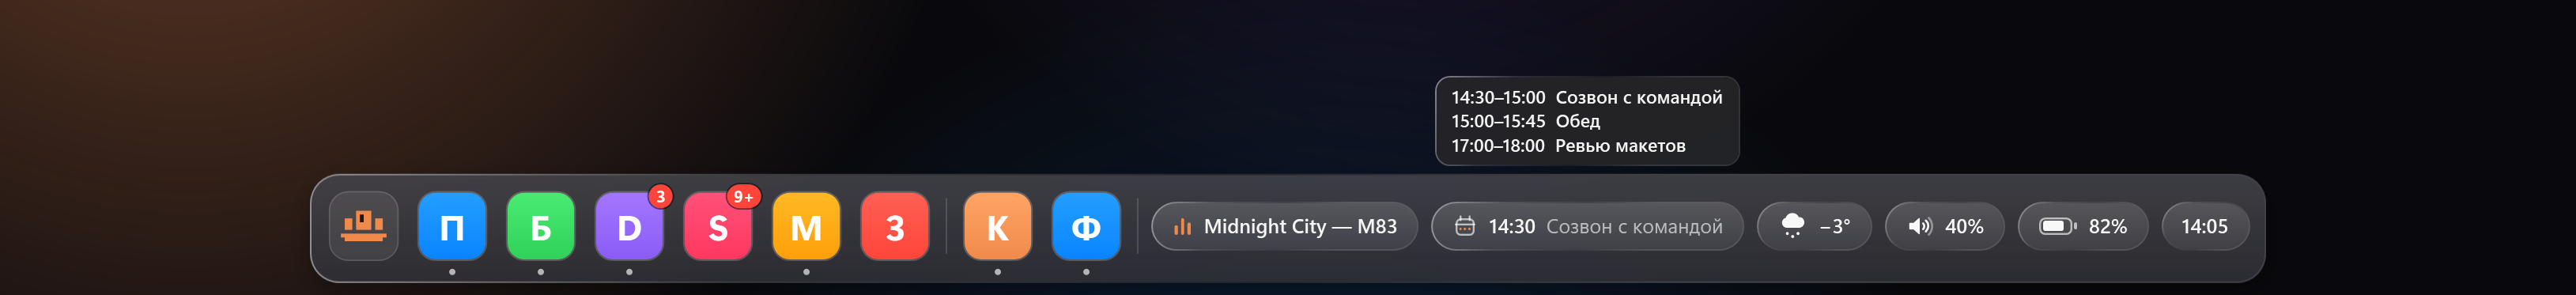 14:30–15:00 Созвон с командой
15:00–15:45 Обед
17:00–18:00 Ревью макетов
П Б D 3 S 9+ М З К Ф Midnight City — M83 14:30 Созвон с командой −3° 40% 82% 14:05